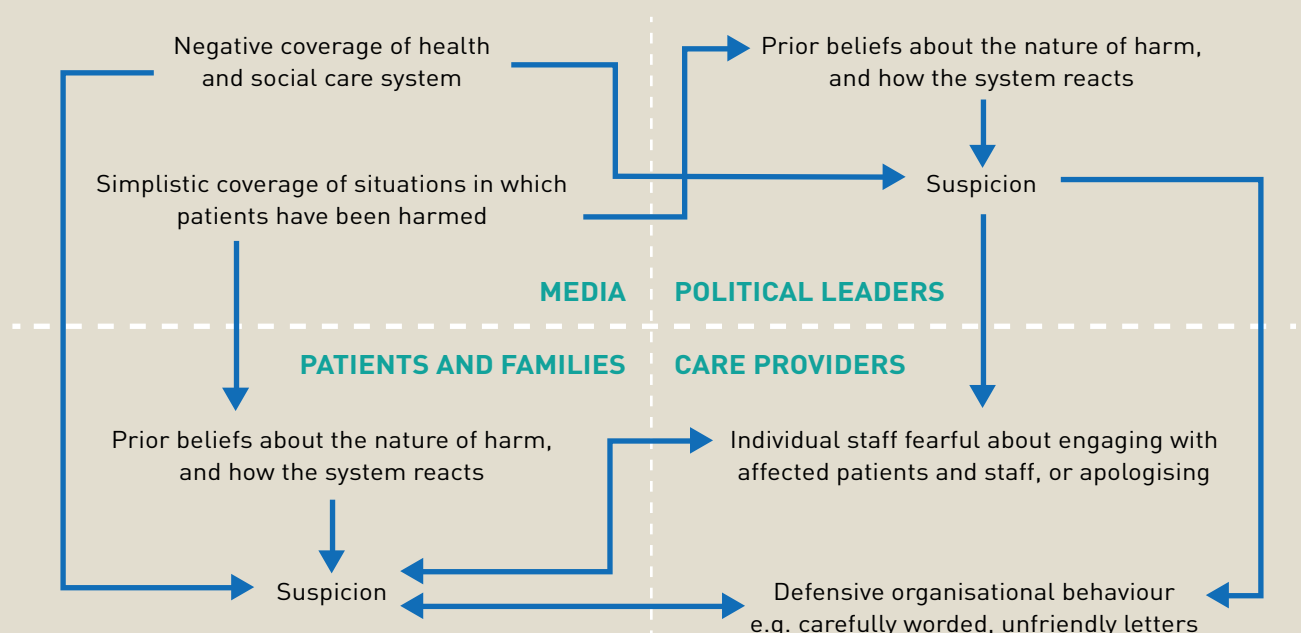 Negative coverage of health
and social care system
Prior beliefs about the nature of harm,
and how the system reacts
Simplistic coverage of situations in which
patients have been harmed
Suspicion
MEDIA
POLITICAL LEADERS
PATIENTS AND FAMILIES
CARE PROVIDERS
Prior beliefs about the nature of harm,
and how the system reacts
Individual staff fearful about engaging with
affected patients and staff, or apologising
Suspicion
Defensive organisational behaviour
e.g. carefully worded, unfriendly letters